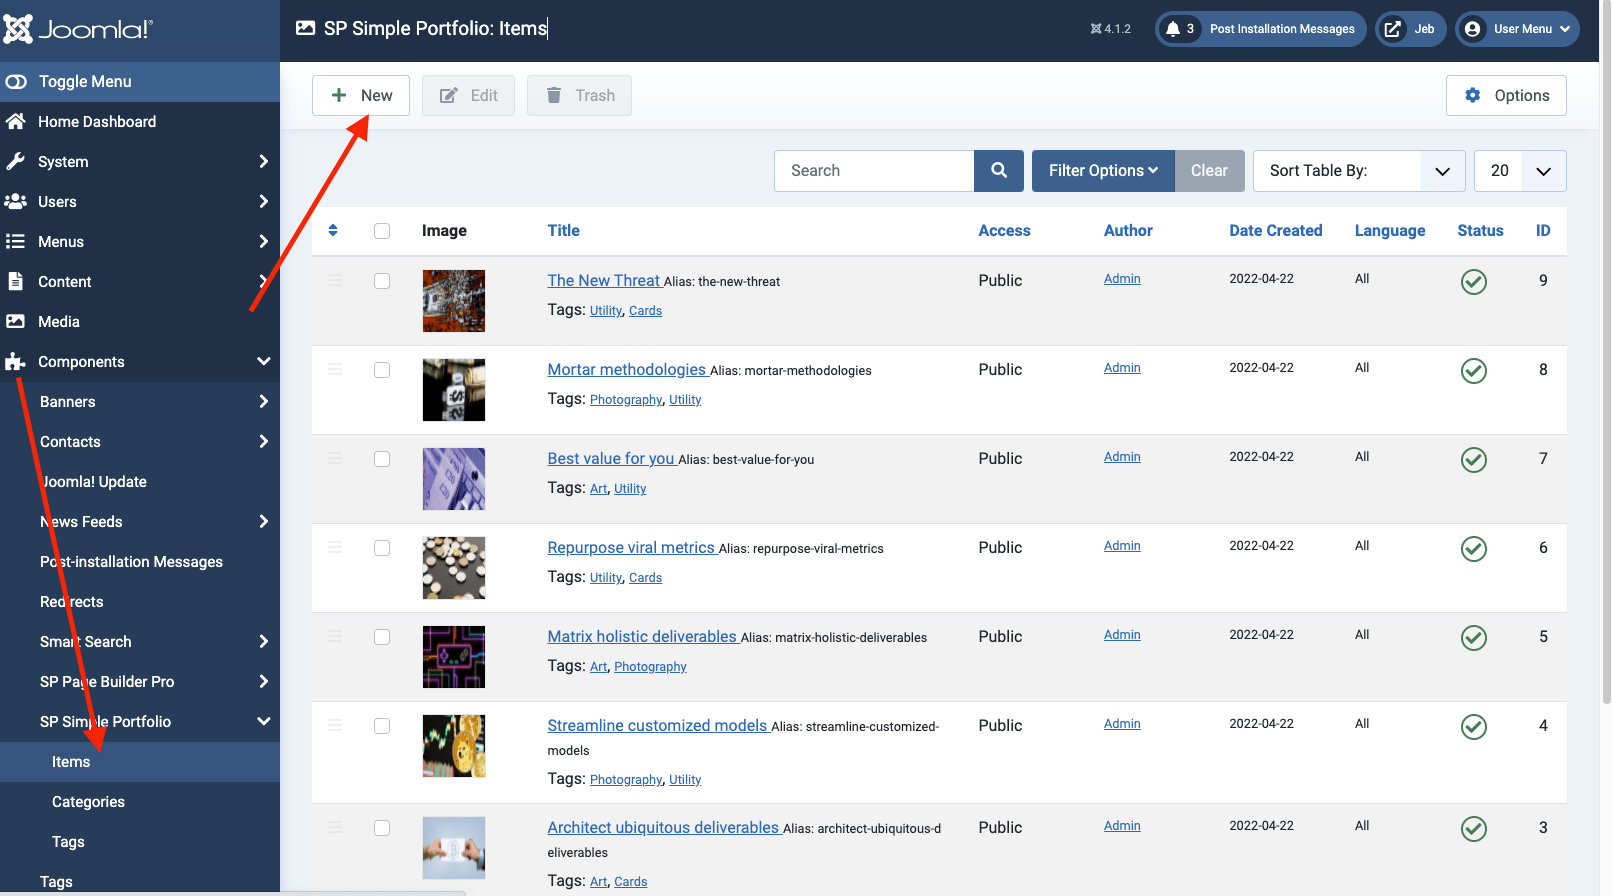 Joomla!®
SP Simple Portfolio: Items
4.1.2
3 Post Installation Messages
Jeb
User Menu
Toggle Menu
Home Dashboard
System
Users
Menus
Content
Media
Components
Banners
Contacts
Joomla! Update
News Feeds
Post-installation Messages
Redirects
Smart Search
SP Page Builder Pro
SP Simple Portfolio
Items
Categories
Tags
Tags
New
Edit
Trash
Options
Search
Filter Options
Clear
Sort Table By:
20
Image Title Access Author Date Created Language Status ID
The New Threat Alias: the-new-threat Public Admin 2022-04-22 All 9
Tags: Utility, Cards
Mortar methodologies Alias: mortar-methodologies Public Admin 2022-04-22 All 8
Tags: Photography, Utility
Best value for you Alias: best-value-for-you Public Admin 2022-04-22 All 7
Tags: Art, Utility
Repurpose viral metrics Alias: repurpose-viral-metrics Public Admin 2022-04-22 All 6
Tags: Utility, Cards
Matrix holistic deliverables Alias: matrix-holistic-deliverables Public Admin 2022-04-22 All 5
Tags: Art, Photography
Streamline customized models Alias: streamline-customized- Public Admin 2022-04-22 All 4
models
Tags: Photography, Utility
Architect ubiquitous deliverables Alias: architect-ubiquitous-d Public Admin 2022-04-22 All 3
eliverables
Tags: Art, Cards